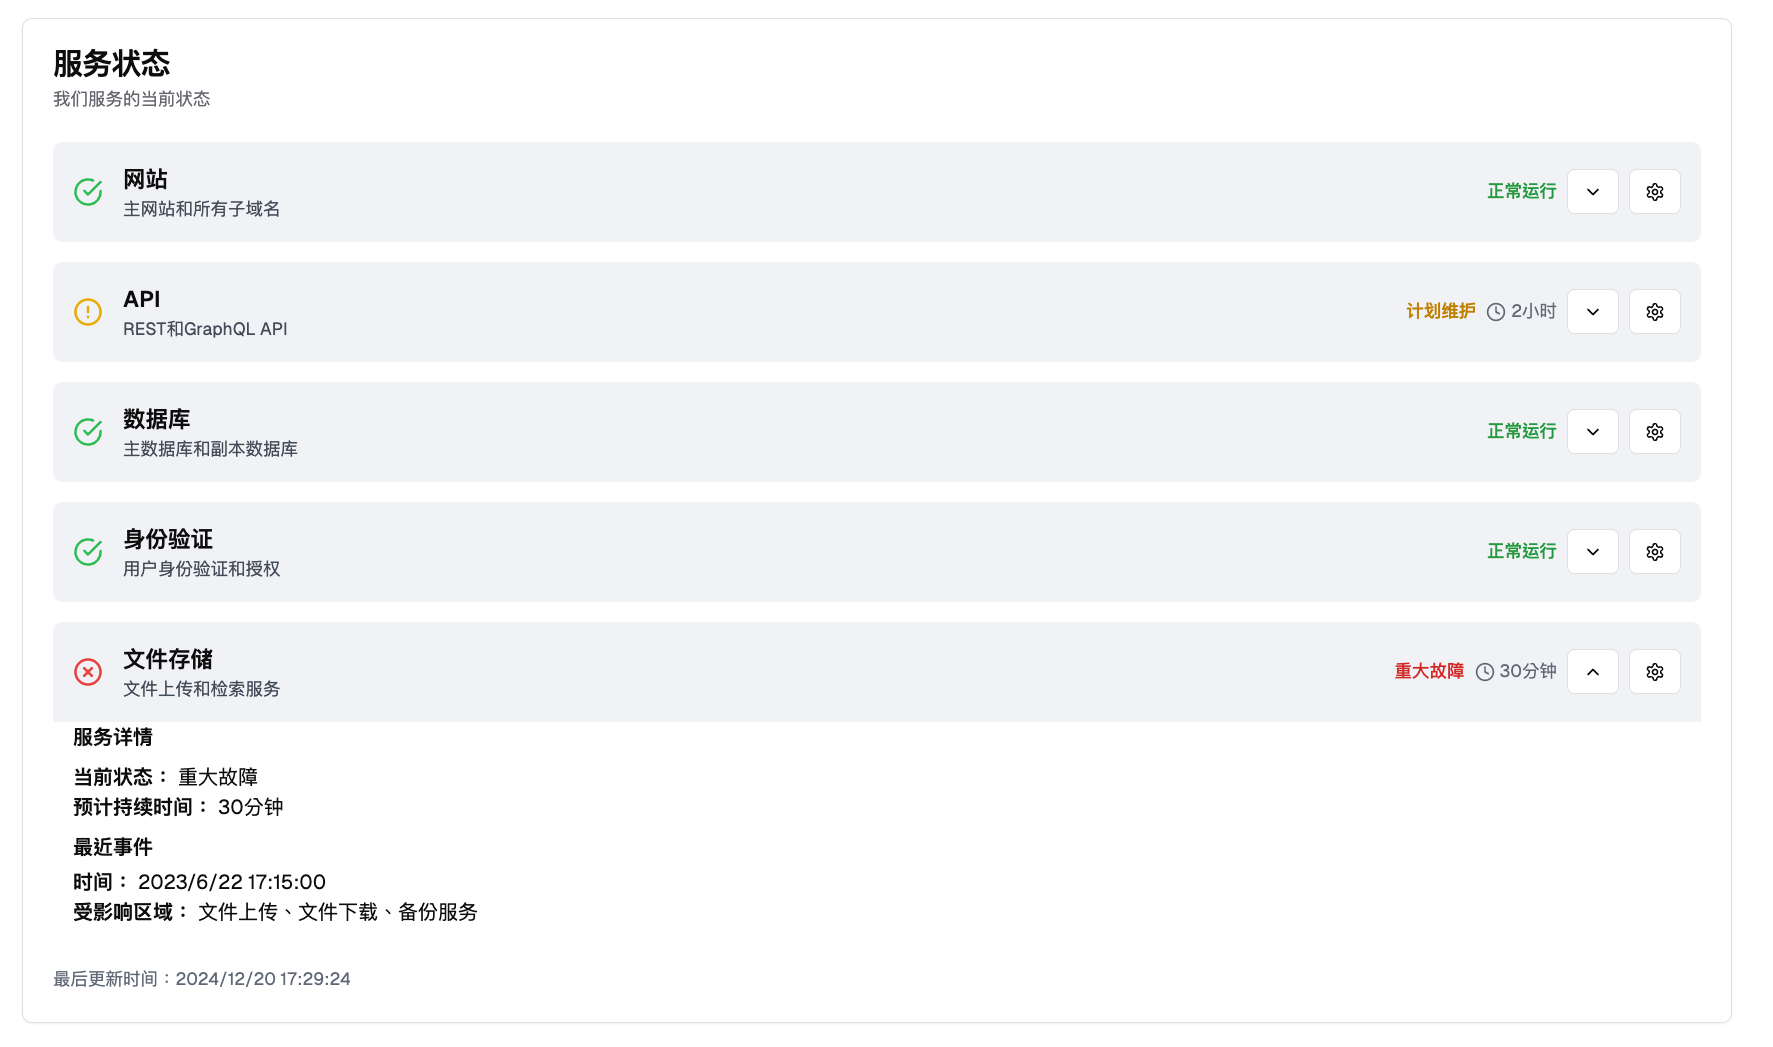 服务状态
我们服务的当前状态
网站
主网站和所有子域名
正常运行
API
REST和GraphQL API
计划维护 2小时
数据库
主数据库和副本数据库
正常运行
身份验证
用户身份验证和授权
正常运行
文件存储
文件上传和检索服务
重大故障 30分钟
服务详情
当前状态： 重大故障
预计持续时间： 30分钟
最近事件
时间： 2023/6/22 17:15:00
受影响区域： 文件上传、文件下载、备份服务
最后更新时间：2024/12/20 17:29:24